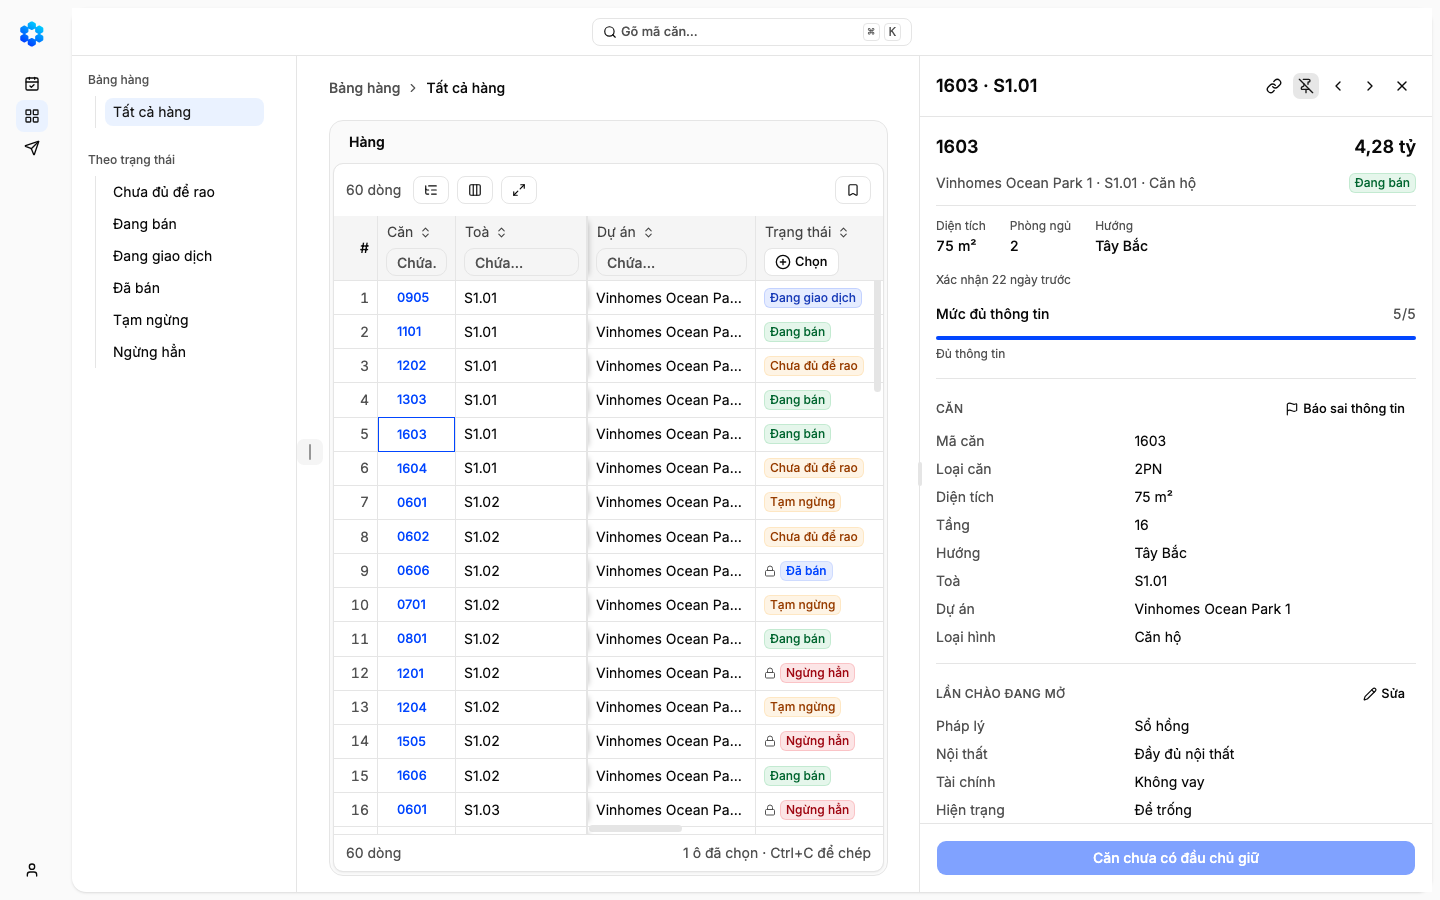 Gõ mã căn...
⌘ K
Bảng hàng
Tất cả hàng
Theo trạng thái
Chưa đủ để rao
Đang bán
Đang giao dịch
Đã bán
Tạm ngừng
Ngừng hẳn
Bảng hàng > Tất cả hàng
Hàng
60 dòng
# Căn Toà Dự án Trạng thái
Chứa. Chứa... Chứa... Chọn
1 0905 S1.01 Vinhomes Ocean Pa... Đang giao dịch
2 1101 S1.01 Vinhomes Ocean Pa... Đang bán
3 1202 S1.01 Vinhomes Ocean Pa... Chưa đủ để rao
4 1303 S1.01 Vinhomes Ocean Pa... Đang bán
5 1603 S1.01 Vinhomes Ocean Pa... Đang bán
6 1604 S1.01 Vinhomes Ocean Pa... Chưa đủ để rao
7 0601 S1.02 Vinhomes Ocean Pa... Tạm ngừng
8 0602 S1.02 Vinhomes Ocean Pa... Chưa đủ để rao
9 0606 S1.02 Vinhomes Ocean Pa... Đã bán
10 0701 S1.02 Vinhomes Ocean Pa... Tạm ngừng
11 0801 S1.02 Vinhomes Ocean Pa... Đang bán
12 1201 S1.02 Vinhomes Ocean Pa... Ngừng hẳn
13 1204 S1.02 Vinhomes Ocean Pa... Tạm ngừng
14 1505 S1.02 Vinhomes Ocean Pa... Ngừng hẳn
15 1606 S1.02 Vinhomes Ocean Pa... Đang bán
16 0601 S1.03 Vinhomes Ocean Pa... Ngừng hẳn
60 dòng 1 ô đã chọn · Ctrl+C để chép
1603 · S1.01
1603 4,28 tỷ
Vinhomes Ocean Park 1 · S1.01 · Căn hộ Đang bán
Diện tích Phòng ngủ Hướng
75 m² 2 Tây Bắc
Xác nhận 22 ngày trước
Mức đủ thông tin 5/5
Đủ thông tin
CĂN Báo sai thông tin
Mã căn 1603
Loại căn 2PN
Diện tích 75 m²
Tầng 16
Hướng Tây Bắc
Toà S1.01
Dự án Vinhomes Ocean Park 1
Loại hình Căn hộ
LẦN CHÀO ĐANG MỞ Sửa
Pháp lý Sổ hồng
Nội thất Đầy đủ nội thất
Tài chính Không vay
Hiện trạng Để trống
Căn chưa có đầu chủ giữ